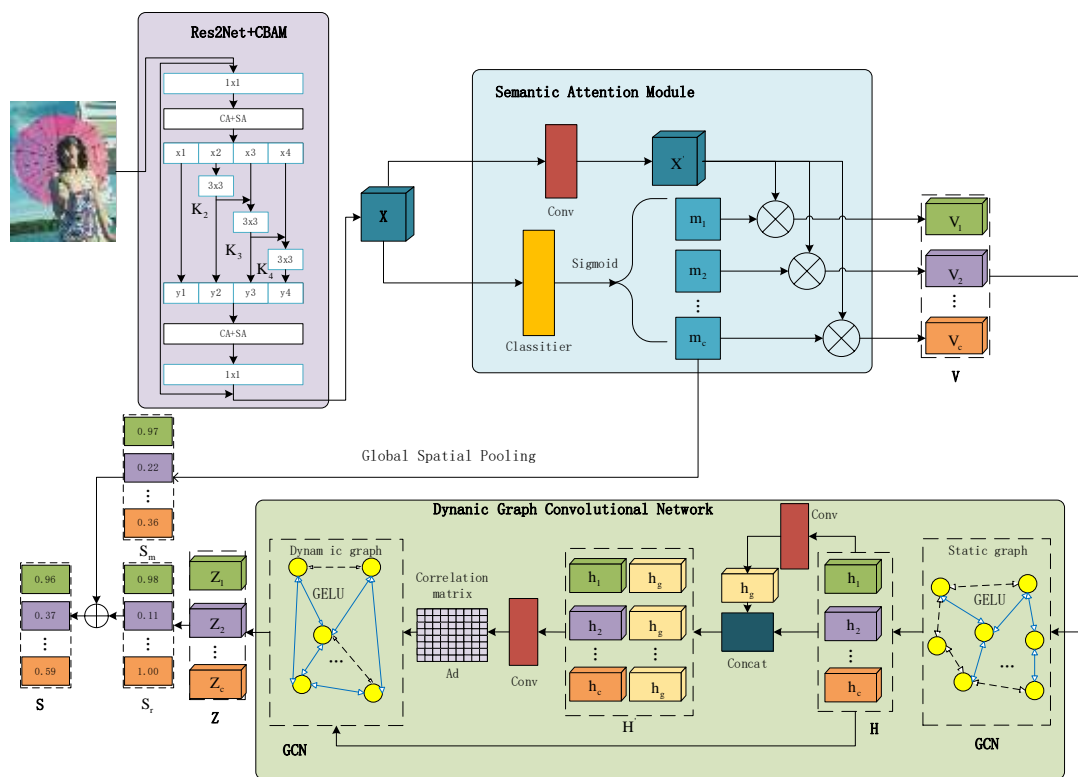 Res2Net+CBAM
1x1
CA+SA
x1 x2 x3 x4
3x3
K2
3x3
K3
3x3
K4
y1 y2 y3 y4
CA+SA
1x1
X
Semantic Attention Module
Conv
X'
Classitier
Sigmoid
m1
m2
⋮
mc
V1
V2
⋮
Vc
V
Global Spatial Pooling
0.97
0.22
⋮
0.36
Sm
Dynanic Graph Convolutional Network
Static graph
GELU
...
GCN
Conv
h1
h2
⋮
hc
H
hg
Concat
h1 hg
h2 hg
⋮ ⋮
hc hg
H'
Conv
Correlation
matrix
Ad
Dynam ic graph
GELU
...
GCN
Z1
Z2
⋮
Zc
Z
0.98
0.11
⋮
1.00
Sr
0.96
0.37
⋮
0.59
S